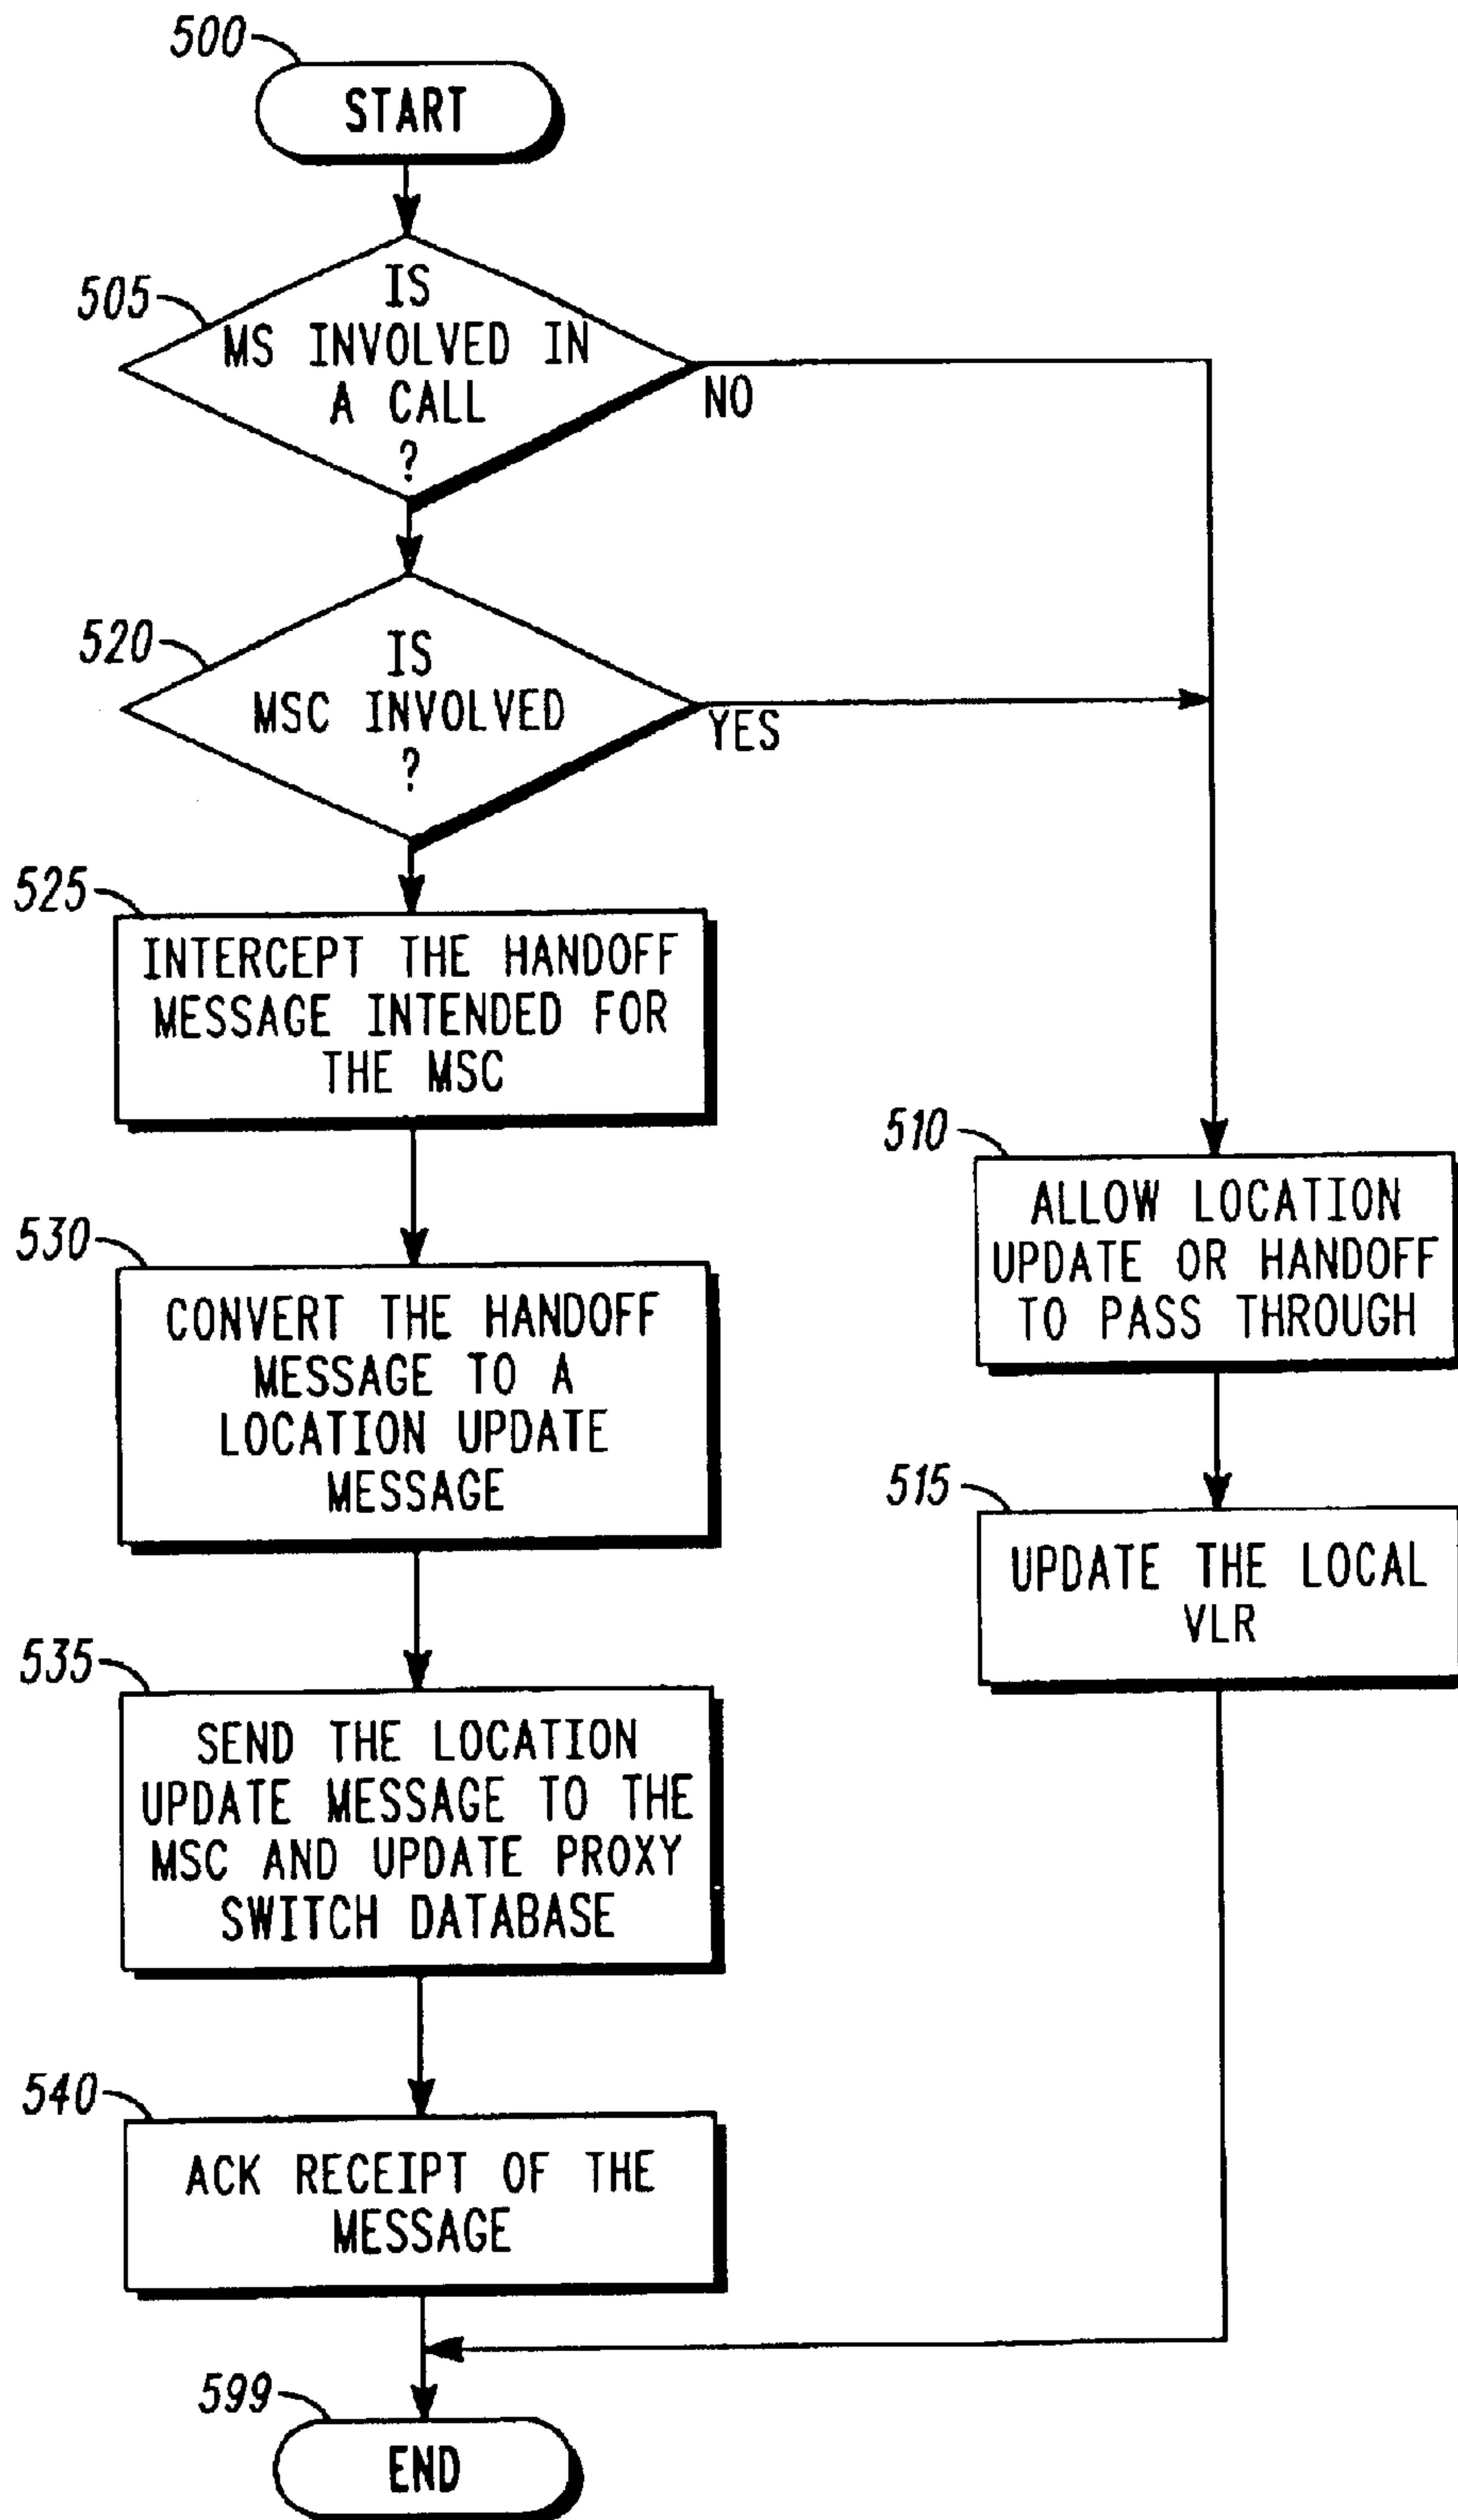 500
START
505
IS
MS INVOLVED IN
A CALL
?
NO
520
IS
MSC INVOLVED
?
YES
525
INTERCEPT THE HANDOFF
MESSAGE INTENDED FOR
THE MSC
510
ALLOW LOCATION
UPDATE OR HANDOFF
TO PASS THROUGH
530
CONVERT THE HANDOFF
MESSAGE TO A
LOCATION UPDATE
MESSAGE
515
UPDATE THE LOCAL
VLR
535
SEND THE LOCATION
UPDATE MESSAGE TO THE
MSC AND UPDATE PROXY
SWITCH DATABASE
540
ACK RECEIPT OF THE
MESSAGE
599
END